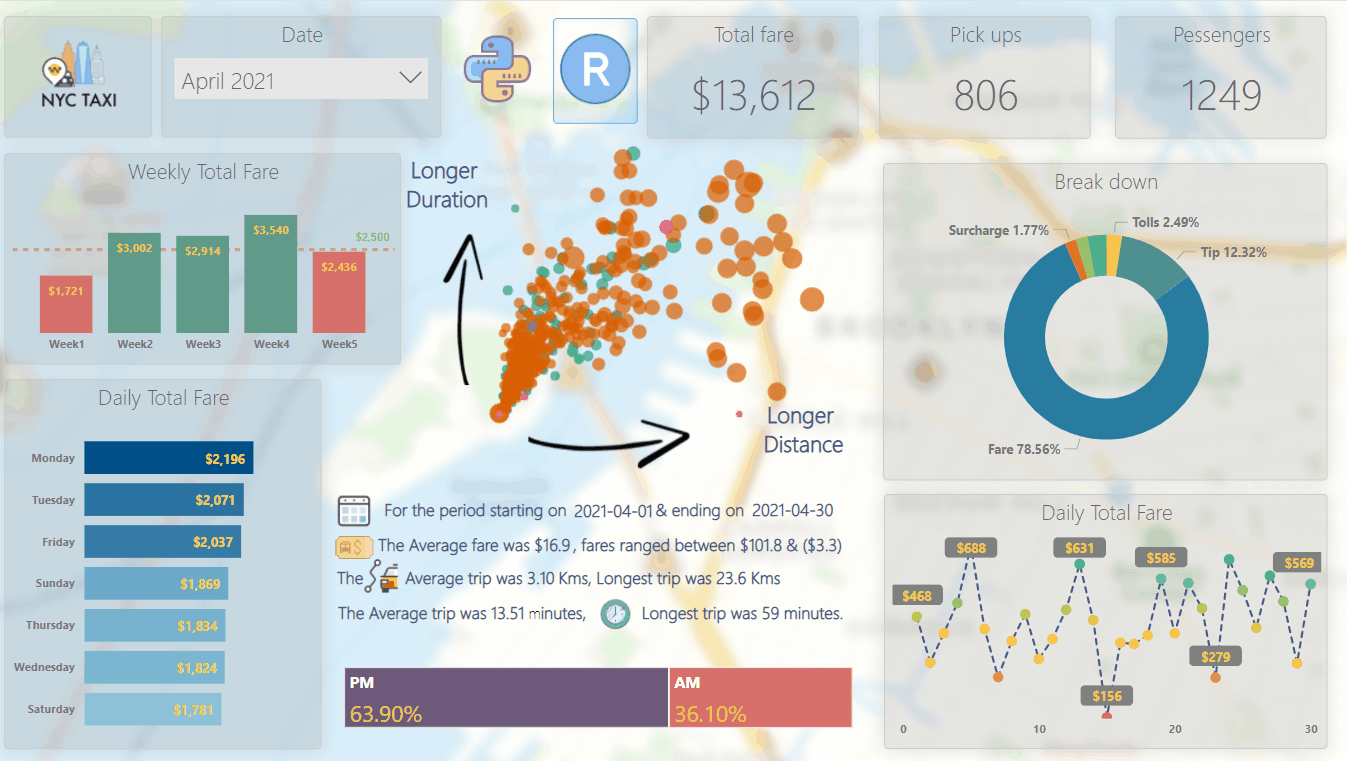 NYC TAXI
Date
April 2021
R
Total fare
$13,612
Pick ups
806
Pessengers
1249
Weekly Total Fare
$1,721
$3,002
$2,914
$3,540
$2,436
$2,500
Week1 Week2 Week3 Week4 Week5
Longer
Duration
Longer
Distance
Break down
Surcharge 1.77%
Tolls 2.49%
Tip 12.32%
Fare 78.56%
Daily Total Fare
Monday $2,196
Tuesday $2,071
Friday $2,037
Sunday $1,869
Thursday $1,834
Wednesday $1,824
Saturday $1,781
For the period starting on 2021-04-01 & ending on 2021-04-30
The Average fare was $16.9 , fares ranged between $101.8 & ($3.3)
The Average trip was 3.10 Kms, Longest trip was 23.6 Kms
The Average trip was 13.51 minutes, Longest trip was 59 minutes.
PM
63.90%
AM
36.10%
Daily Total Fare
$468
$688
$631
$585
$569
$279
$156
0 10 20 30